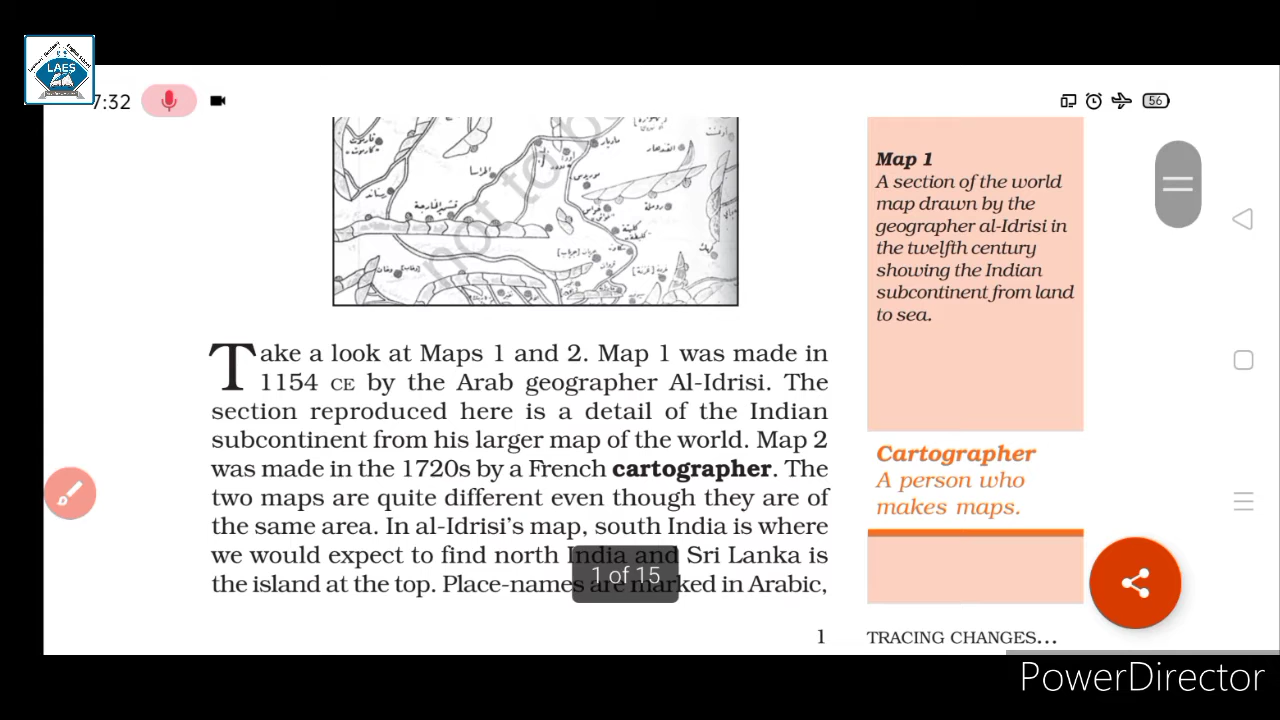 LAES
7:32
56
not to b
Map 1
A section of the world
map drawn by the
geographer al-Idrisi in
the twelfth century
showing the Indian
subcontinent from land
to sea.
Take a look at Maps 1 and 2. Map 1 was made in
1154 CE by the Arab geographer Al-Idrisi. The
section reproduced here is a detail of the Indian
subcontinent from his larger map of the world. Map 2
was made in the 1720s by a French cartographer. The
two maps are quite different even though they are of
the same area. In al-Idrisi's map, south India is where
we would expect to find north India and Sri Lanka is
the island at the top. Place-names are marked in Arabic,
Cartographer
A person who
makes maps.
1 of 15
1
TRACING CHANGES...
PowerDirector